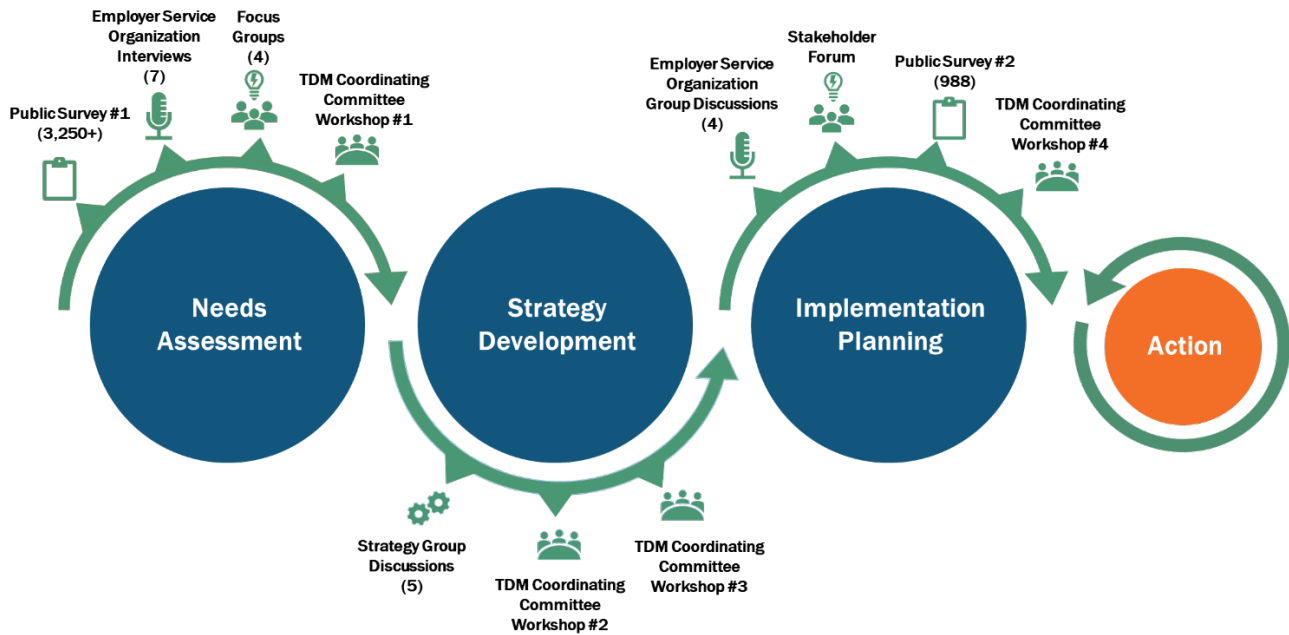 Public Survey #1
(3,250+)
Employer Service
Organization
Interviews
(7)
Focus
Groups
(4)
TDM Coordinating
Committee
Workshop #1
Needs
Assessment
Strategy Group
Discussions
(5)
TDM Coordinating
Committee
Workshop #2
TDM Coordinating
Committee
Workshop #3
Strategy
Development
Employer Service
Organization
Group Discussions
(4)
Stakeholder
Forum
Public Survey #2
(988)
TDM Coordinating
Committee
Workshop #4
Implementation
Planning
Action